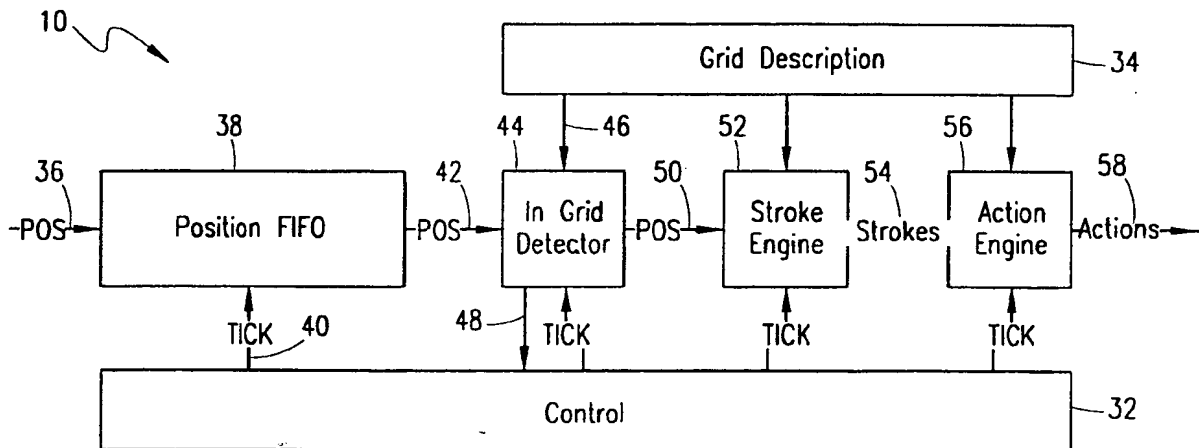 10
Grid Description
34
38
44
46
52
56
36
42
50
54
58
POS
Position FIFO
POS
In Grid
Detector
POS
Stroke
Engine
Strokes
Action
Engine
Actions
TICK
40
48
TICK
TICK
TICK
Control
32